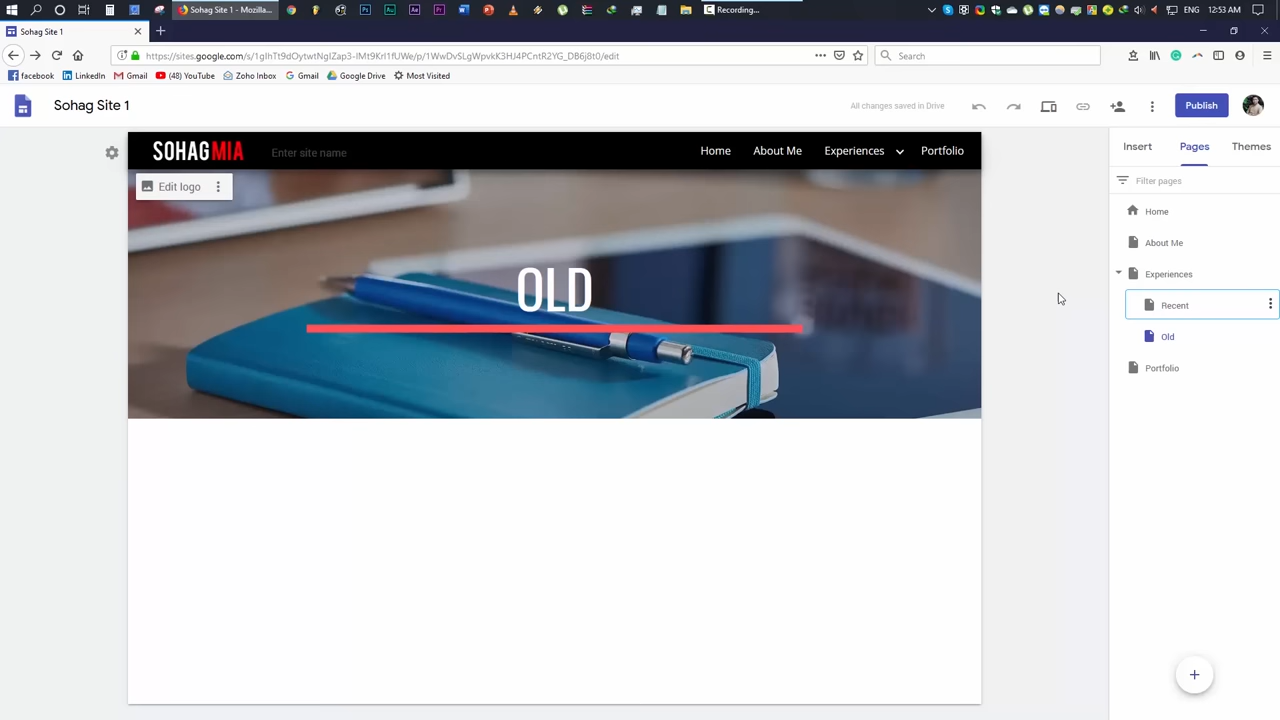 Sohag Site 1 - Mozilla...
Recording...
ENG
12:53 AM
Sohag Site 1
https://sites.google.com/s/1gIhTt9dOytwtNgIZap3-IMt9KrI1fUWe/p/1WwDvSLgWpvkK3HJ4PCntR2YG_DB6j8t0/edit
Search
facebook
LinkedIn
Gmail
(48) YouTube
Zoho Inbox
Gmail
Google Drive
Most Visited
Sohag Site 1
All changes saved in Drive
Publish
SOHAGMIA
Enter site name
Home
About Me
Experiences
Portfolio
Insert
Pages
Themes
Edit logo
Filter pages
Home
About Me
Experiences
Recent
Old
Portfolio
OLD